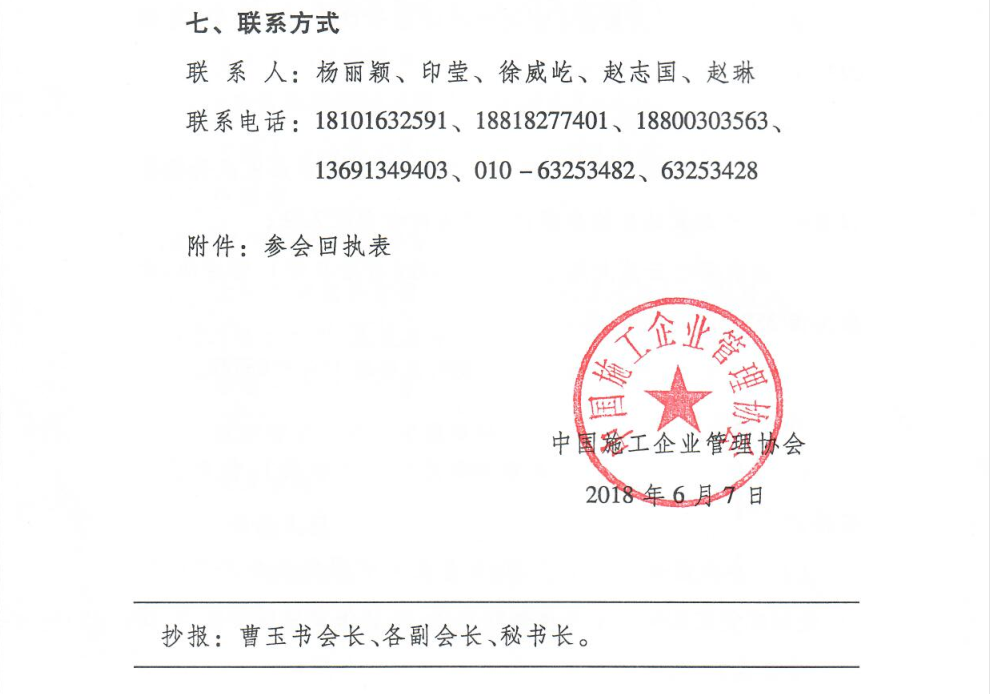 七、联系方式
联 系 人：杨丽颖、印莹、徐威屹、赵志国、赵琳
联系电话：18101632591、18818277401、18800303563、
13691349403、010－63253482、63253428
附件：参会回执表
中国施工企业管理协会
中国施工企业管理协会
2018 年 6 月 7 日
抄报：曹玉书会长、各副会长、秘书长。